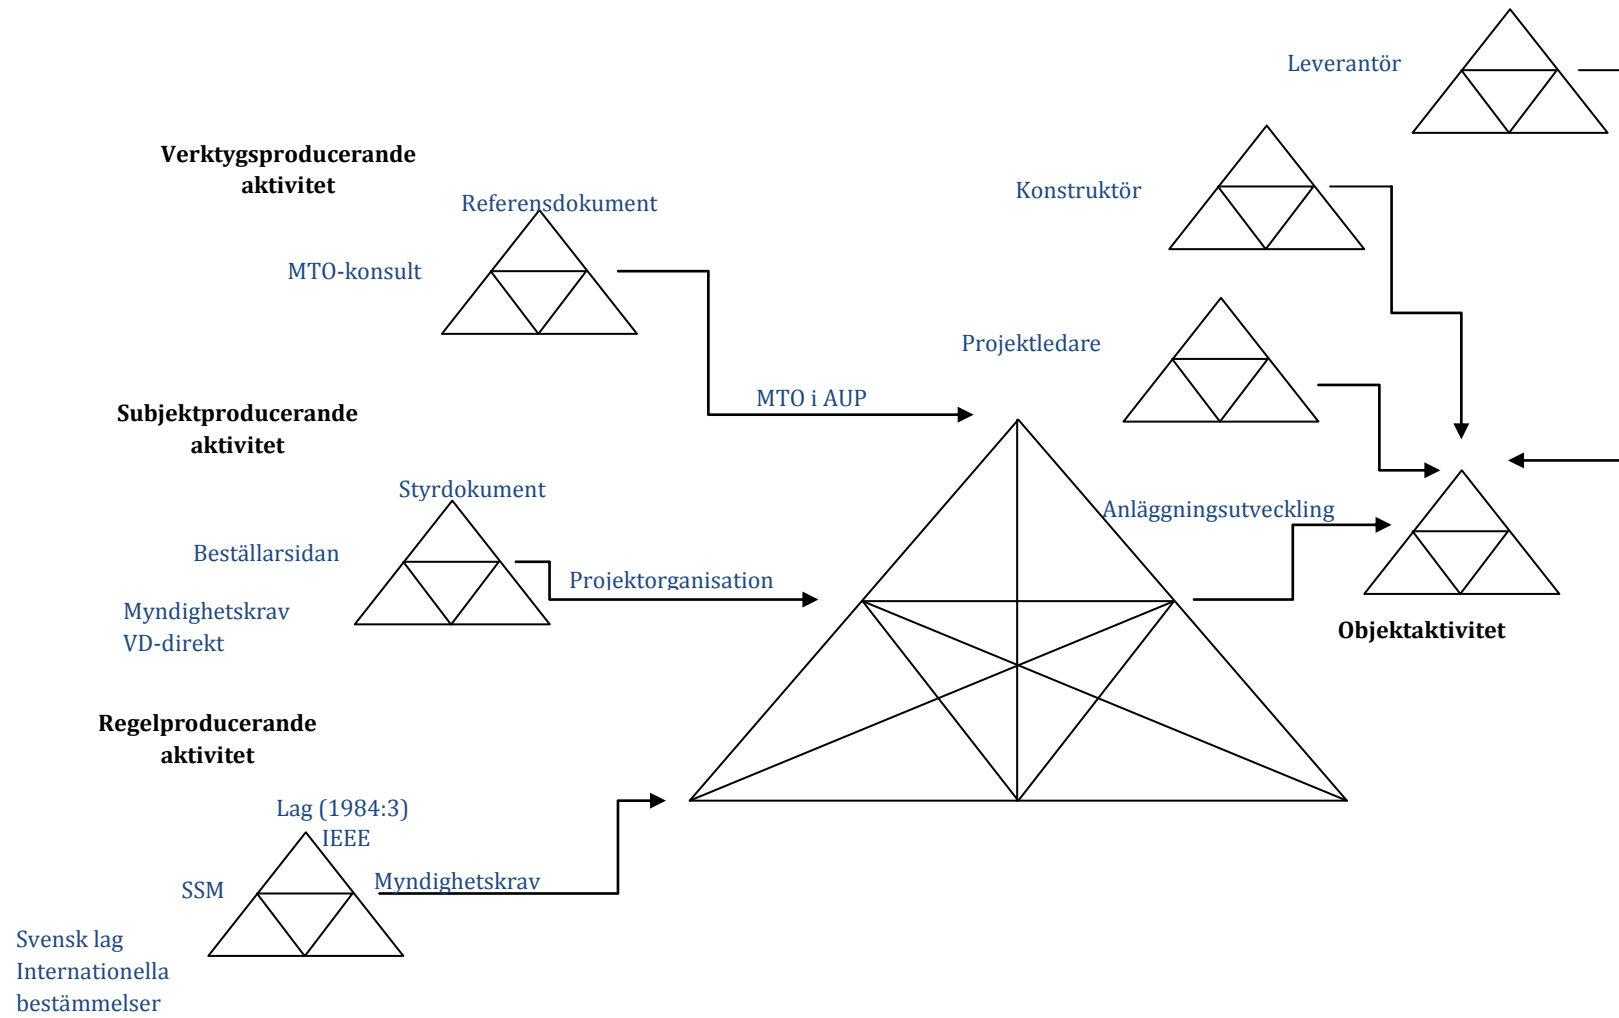 Leverantör
Verktygsproducerande
aktivitet
Konstruktör
Referensdokument
MTO-konsult
Projektledare
MTO i AUP
Subjektproducerande
aktivitet
Styrdokument
Anläggningsutveckling
Beställarsidan
Projektorganisation
Myndighetskrav
VD-direkt
Objektaktivitet
Regelproducerande
aktivitet
Lag (1984:3)
IEEE
SSM
Myndighetskrav
Svensk lag
Internationella
bestämmelser